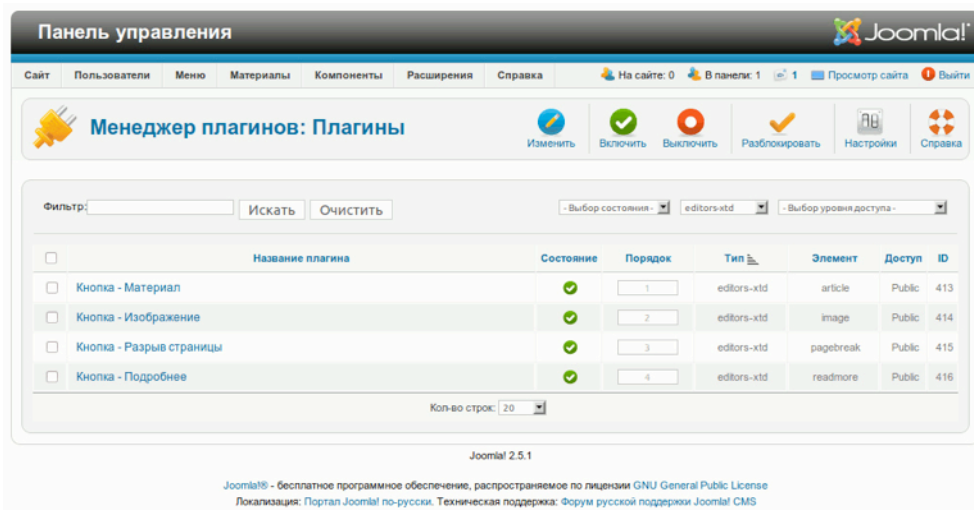 Панель управления Joomla!
Сайт Пользователи Меню Материалы Компоненты Расширения Справка На сайте: 0 В панели: 1 1 Просмотр сайта Выйти
Менеджер плагинов: Плагины
Изменить Включить Выключить Разблокировать Настройки Справка
Фильтр: Искать Очистить - Выбор состояния - editors-xtd - Выбор уровня доступа -
Название плагина Состояние Порядок Тип Элемент Доступ ID
Кнопка - Материал 1 editors-xtd article Public 413
Кнопка - Изображение 2 editors-xtd image Public 414
Кнопка - Разрыв страницы 3 editors-xtd pagebreak Public 415
Кнопка - Подробнее 4 editors-xtd readmore Public 416
Кол-во строк: 20
Joomla! 2.5.1
Joomla!® - бесплатное программное обеспечение, распространяемое по лицензии GNU General Public License
Локализация: Портал Joomla! по-русски. Техническая поддержка: Форум русской поддержки Joomla! CMS